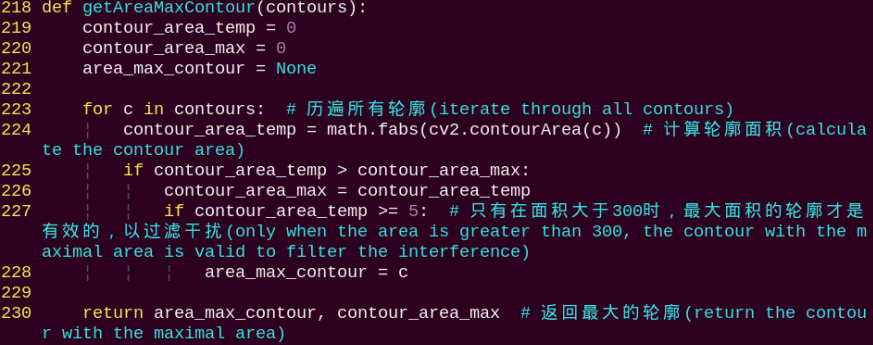 218 def getAreaMaxContour(contours):
219     contour_area_temp = 0
220     contour_area_max = 0
221     area_max_contour = None
222
223     for c in contours:  # 历遍所有轮廓(iterate through all contours)
224     ¦   contour_area_temp = math.fabs(cv2.contourArea(c))  # 计算轮廓面积(calcula
te the contour area)
225     ¦   if contour_area_temp > contour_area_max:
226     ¦   ¦   contour_area_max = contour_area_temp
227     ¦   ¦   if contour_area_temp >= 5:  # 只有在面积大于300时，最大面积的轮廓才是
有效的，以过滤干扰(only when the area is greater than 300, the contour with the m
aximal area is valid to filter the interference)
228     ¦   ¦   ¦   area_max_contour = c
229
230     return area_max_contour, contour_area_max  # 返回最大的轮廓(return the contou
r with the maximal area)